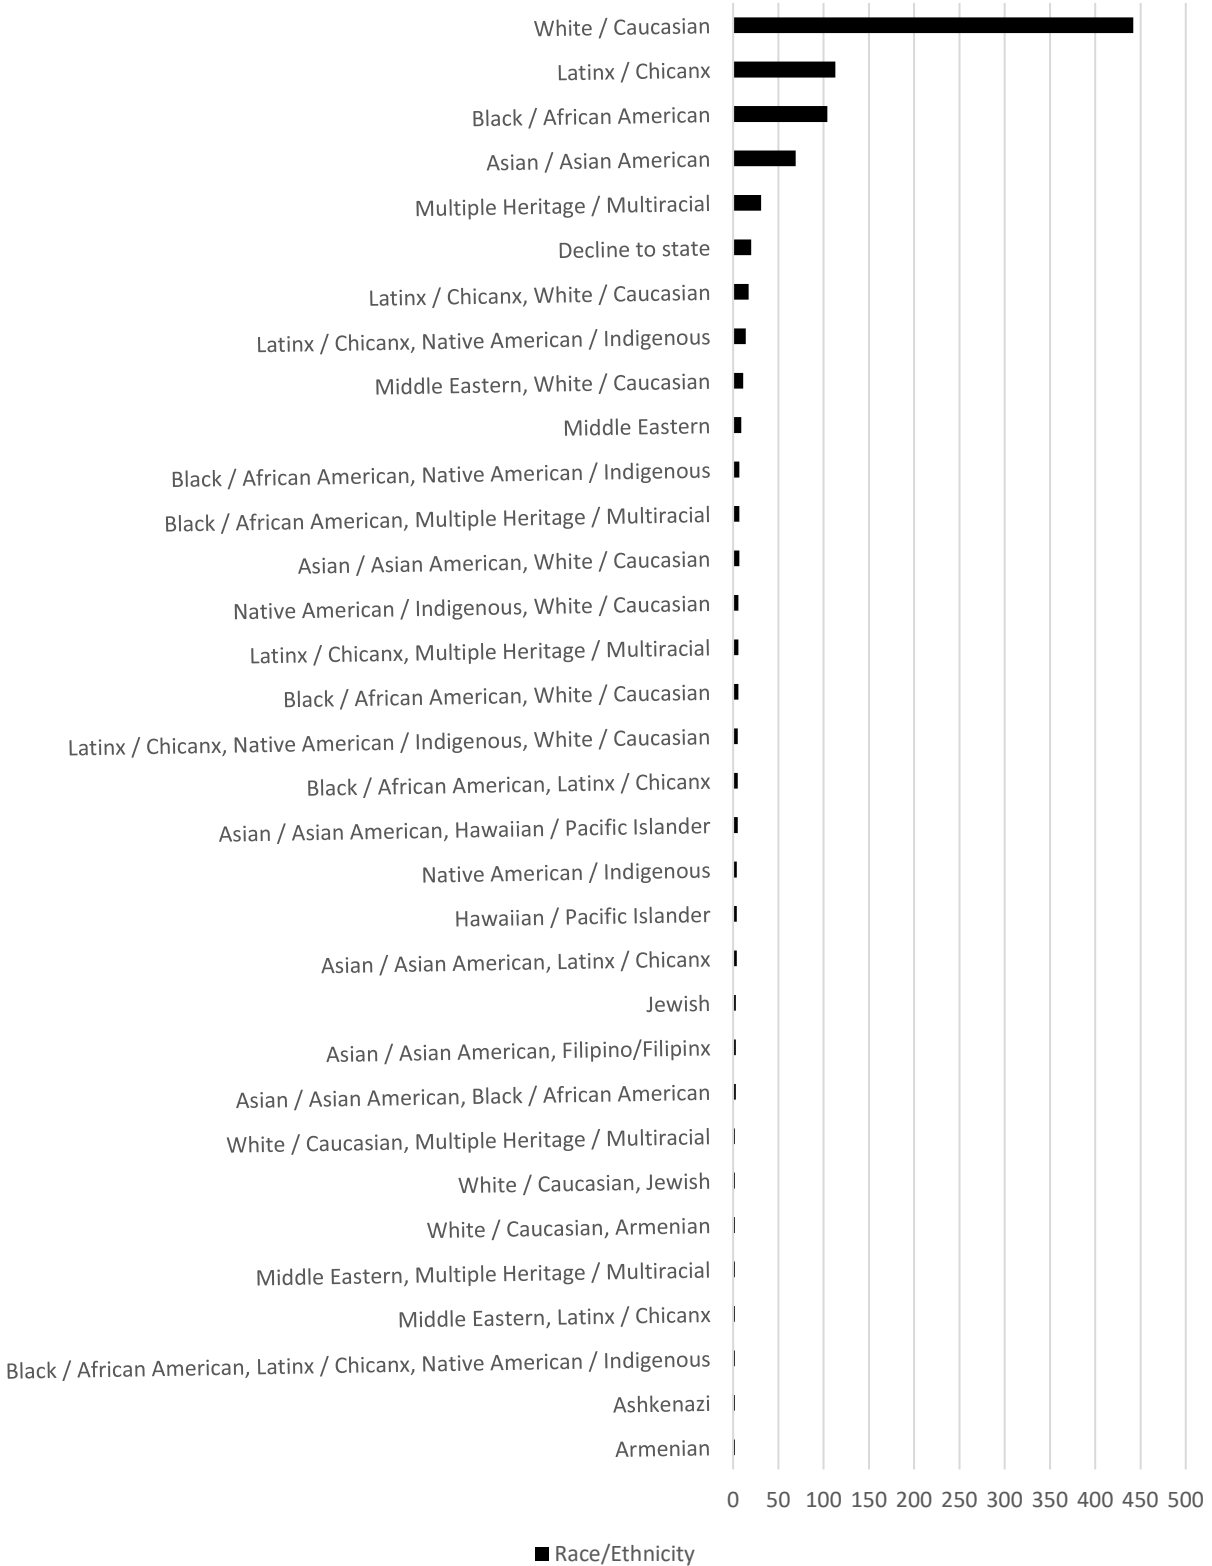 White / Caucasian
Latinx / Chicanx
Black / African American
Asian / Asian American
Multiple Heritage / Multiracial
Decline to state
Latinx / Chicanx, White / Caucasian
Latinx / Chicanx, Native American / Indigenous
Middle Eastern, White / Caucasian
Middle Eastern
Black / African American, Native American / Indigenous
Black / African American, Multiple Heritage / Multiracial
Asian / Asian American, White / Caucasian
Native American / Indigenous, White / Caucasian
Latinx / Chicanx, Multiple Heritage / Multiracial
Black / African American, White / Caucasian
Latinx / Chicanx, Native American / Indigenous, White / Caucasian
Black / African American, Latinx / Chicanx
Asian / Asian American, Hawaiian / Pacific Islander
Native American / Indigenous
Hawaiian / Pacific Islander
Asian / Asian American, Latinx / Chicanx
Jewish
Asian / Asian American, Filipino/Filipinx
Asian / Asian American, Black / African American
White / Caucasian, Multiple Heritage / Multiracial
White / Caucasian, Jewish
White / Caucasian, Armenian
Middle Eastern, Multiple Heritage / Multiracial
Middle Eastern, Latinx / Chicanx
Black / African American, Latinx / Chicanx, Native American / Indigenous
Ashkenazi
Armenian
0 50 100 150 200 250 300 350 400 450 500
Race/Ethnicity